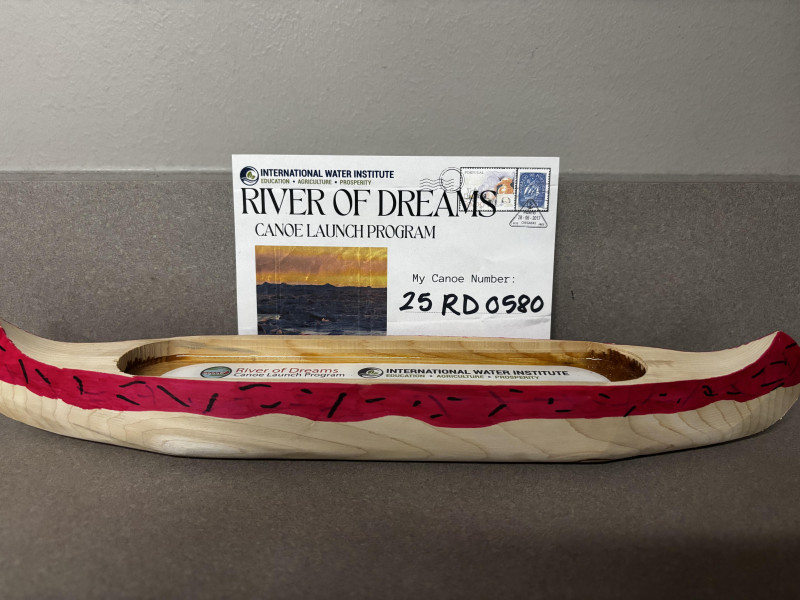 INTERNATIONAL WATER INSTITUTE
EDUCATION • AGRICULTURE • PROSPERITY
PORTUGAL
RIVER OF DREAMS
CANOE LAUNCH PROGRAM
My Canoe Number:
25 RD 0580
River of Dreams
Canoe Launch Program
INTERNATIONAL WATER INSTITUTE
EDUCATION • AGRICULTURE • PROSPERITY